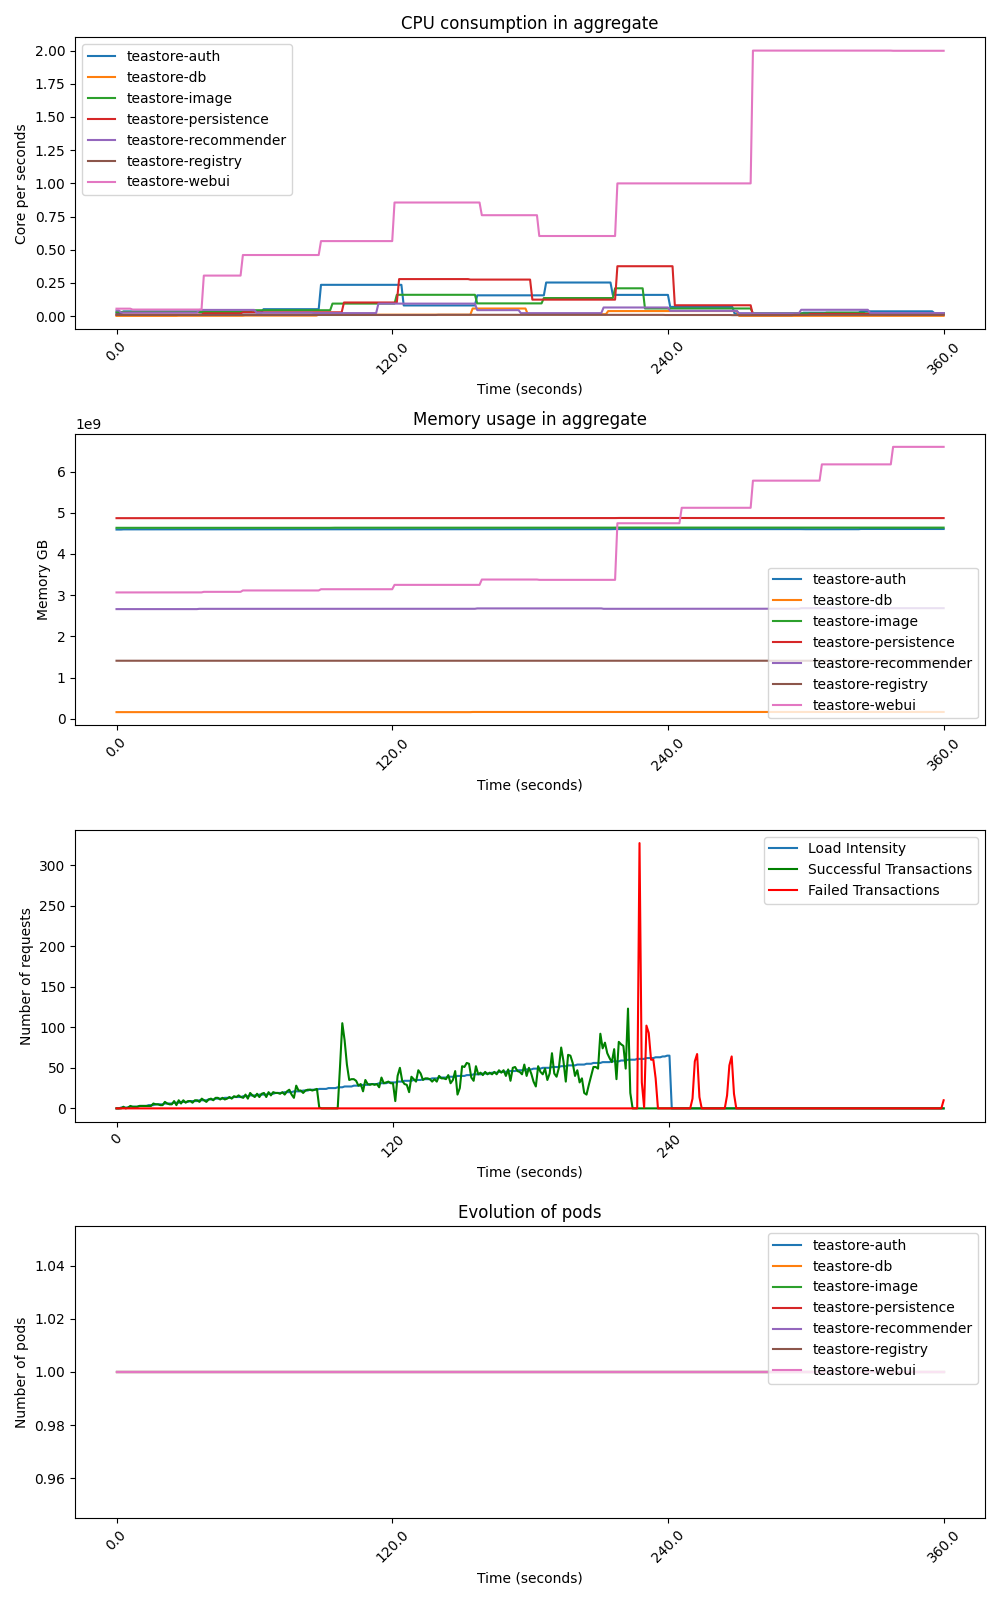 CPU consumption in aggregate
Core per seconds
2.00
1.75
1.50
1.25
1.00
0.75
0.50
0.25
0.00
teastore-auth
teastore-db
teastore-image
teastore-persistence
teastore-recommender
teastore-registry
teastore-webui
0.0
120.0
240.0
360.0
Time (seconds)
Memory usage in aggregate
1e9
Memory GB
6
5
4
3
2
1
0
teastore-auth
teastore-db
teastore-image
teastore-persistence
teastore-recommender
teastore-registry
teastore-webui
0.0
120.0
240.0
360.0
Time (seconds)
Number of requests
300
250
200
150
100
50
0
Load Intensity
Successful Transactions
Failed Transactions
0
120
240
Time (seconds)
Evolution of pods
Number of pods
1.04
1.02
1.00
0.98
0.96
teastore-auth
teastore-db
teastore-image
teastore-persistence
teastore-recommender
teastore-registry
teastore-webui
0.0
120.0
240.0
360.0
Time (seconds)